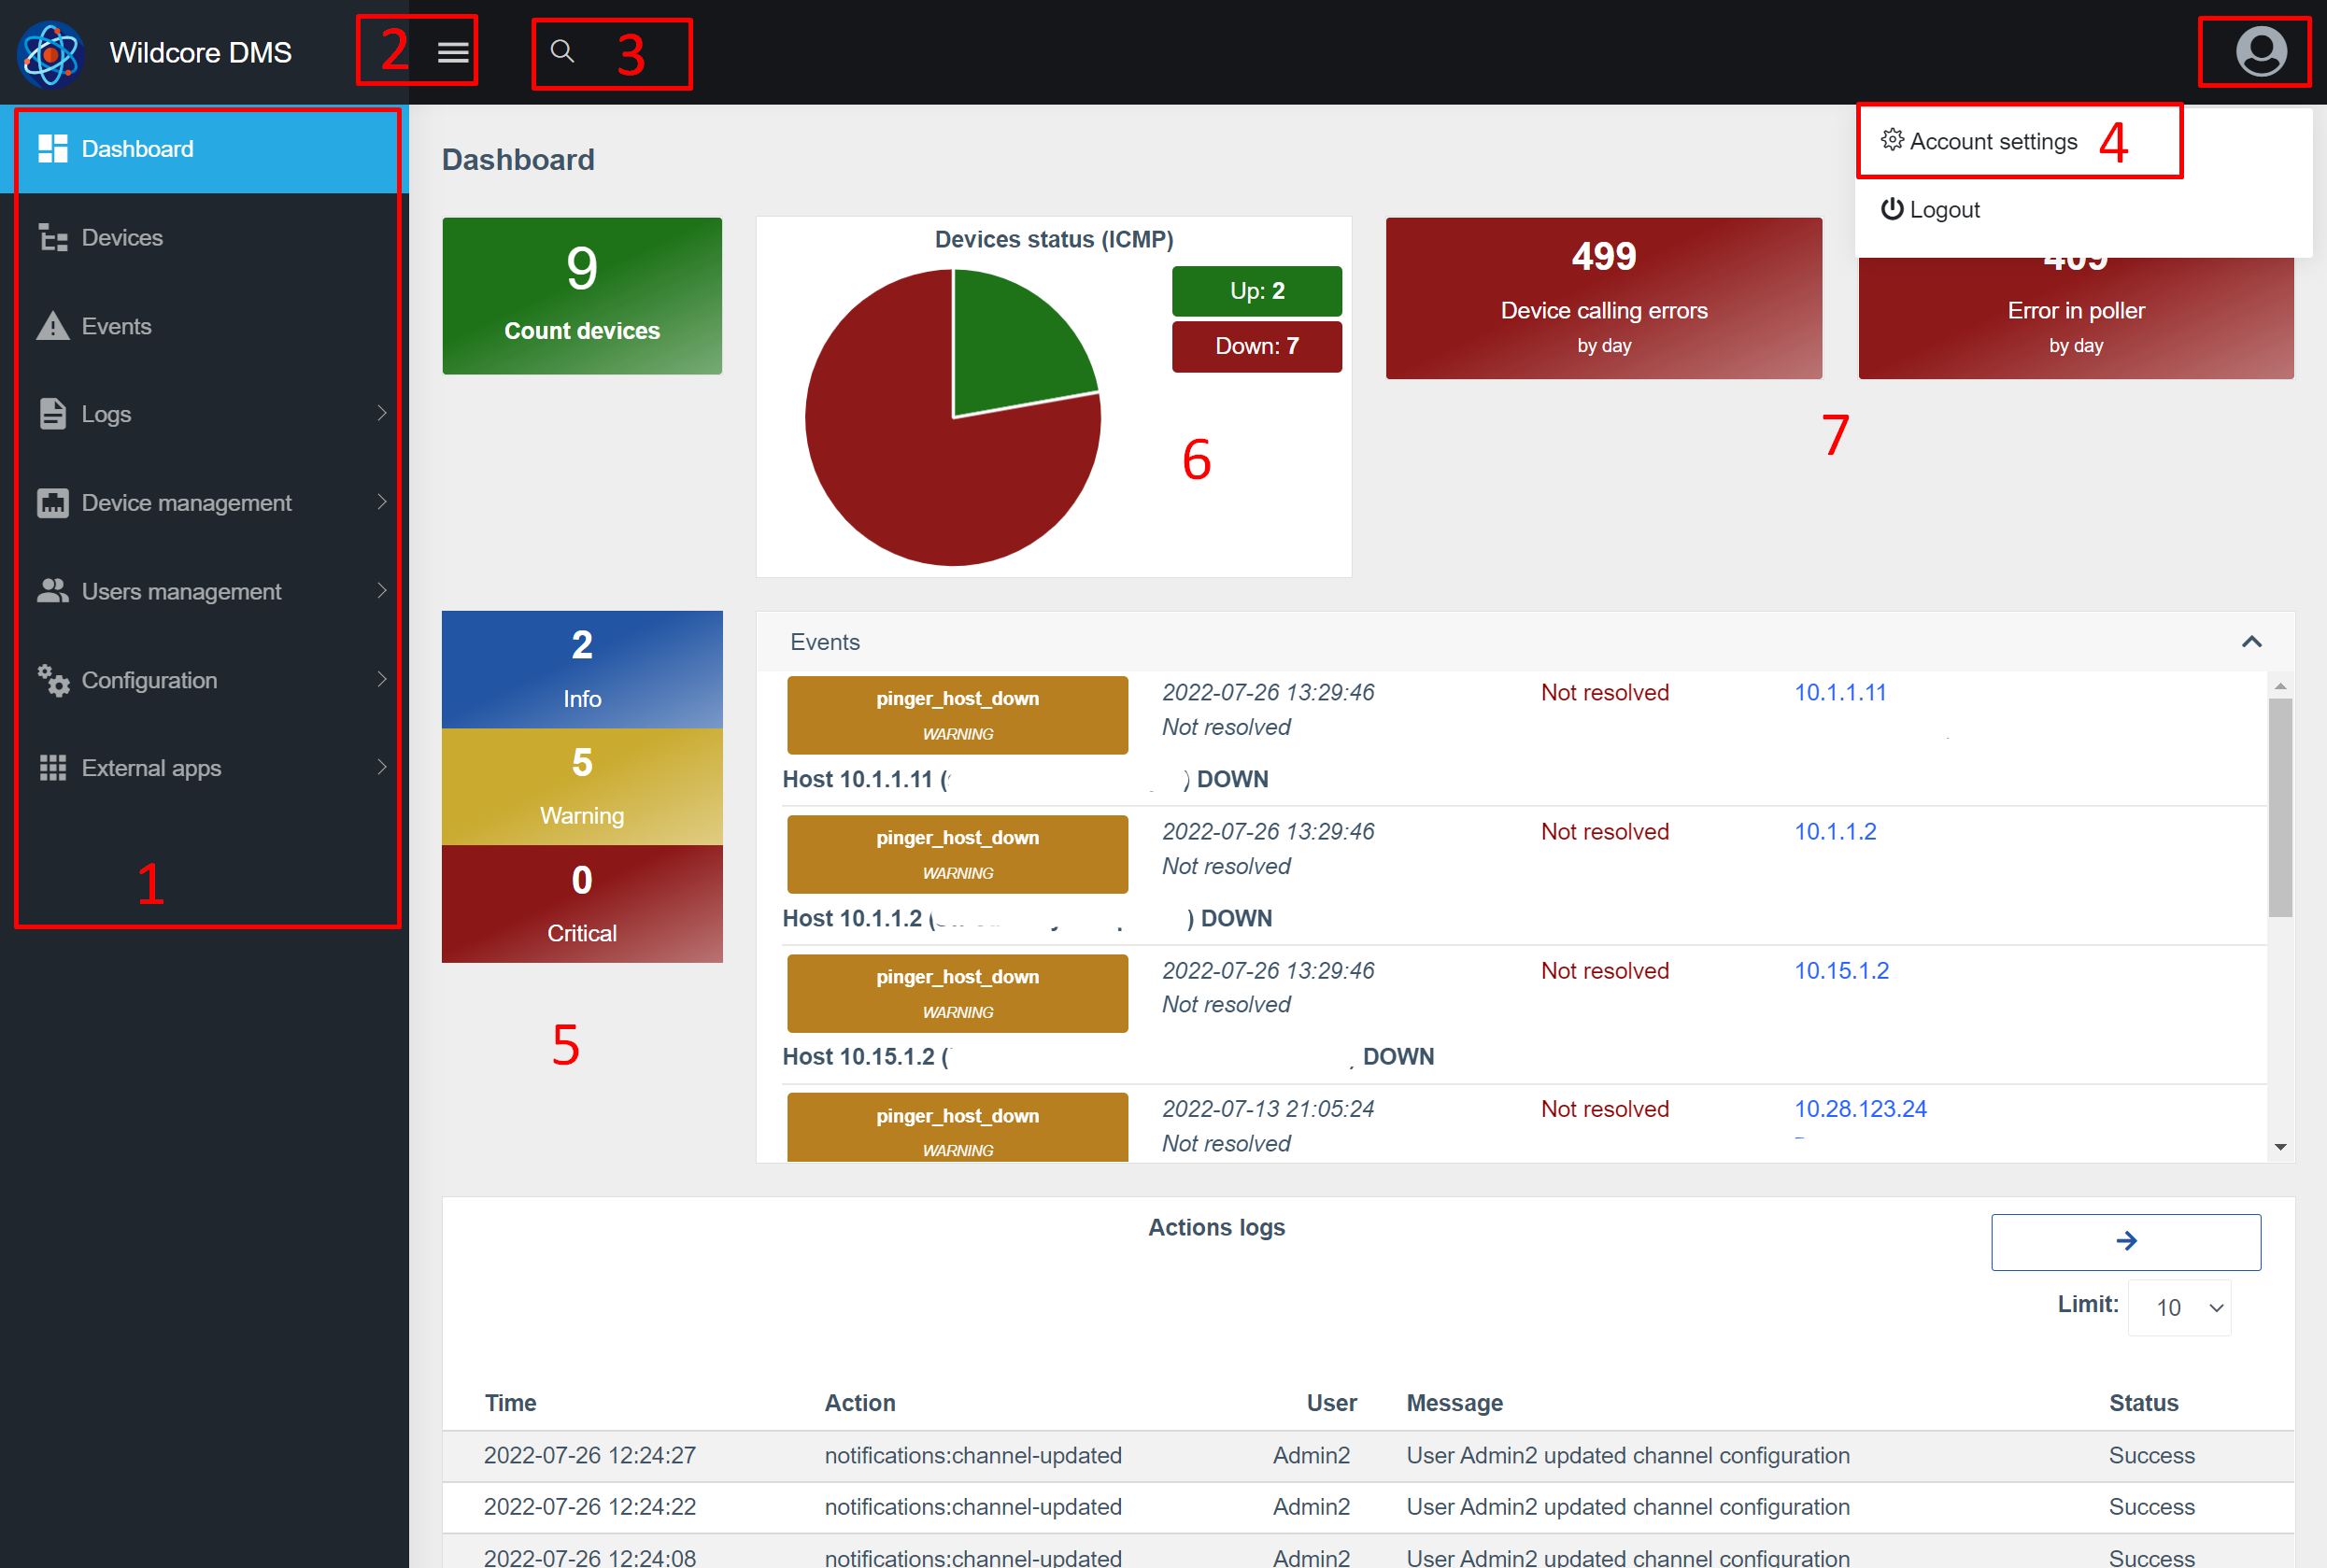 Wildcore DMS
2
3
Dashboard
Devices
Events
Logs
Device management
Users management
Configuration
External apps
1
Account settings
4
Logout
Dashboard
9
Count devices
Devices status (ICMP)
Up: 2
Down: 7
6
499
Device calling errors
by day
409
Error in poller
by day
7
2
Info
5
Warning
0
Critical
5
Events
pinger_host_down
WARNING
2022-07-26 13:29:46
Not resolved
Not resolved
10.1.1.11
Host 10.1.1.11 ( ) DOWN
pinger_host_down
WARNING
2022-07-26 13:29:46
Not resolved
Not resolved
10.1.1.2
Host 10.1.1.2 ( ) DOWN
pinger_host_down
WARNING
2022-07-26 13:29:46
Not resolved
Not resolved
10.15.1.2
Host 10.15.1.2 ( DOWN
pinger_host_down
WARNING
2022-07-13 21:05:24
Not resolved
Not resolved
10.28.123.24
Actions logs
Limit: 10
Time Action User Message Status
2022-07-26 12:24:27 notifications:channel-updated Admin2 User Admin2 updated channel configuration Success
2022-07-26 12:24:22 notifications:channel-updated Admin2 User Admin2 updated channel configuration Success
2022-07-26 12:24:08 notifications:channel-updated Admin2 User Admin2 updated channel configuration Success